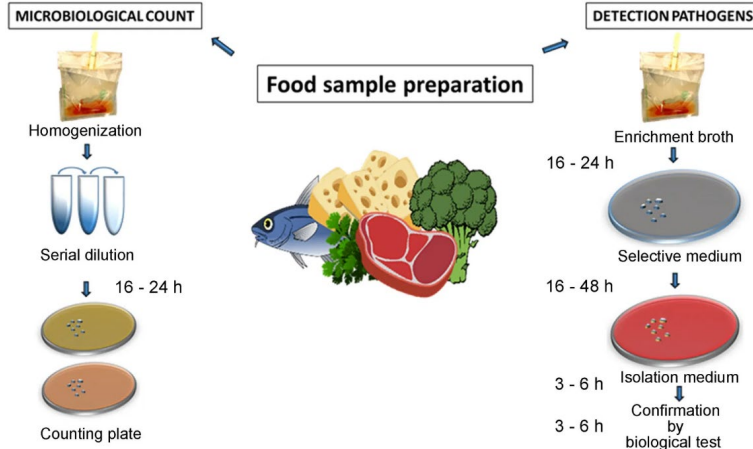 MICROBIOLOGICAL COUNT
DETECTION PATHOGENS
Food sample preparation
Homogenization
Serial dilution
16 - 24 h
Counting plate
Enrichment broth
16 - 24 h
Selective medium
16 - 48 h
Isolation medium
3 - 6 h
Confirmation
by
3 - 6 h
biological test